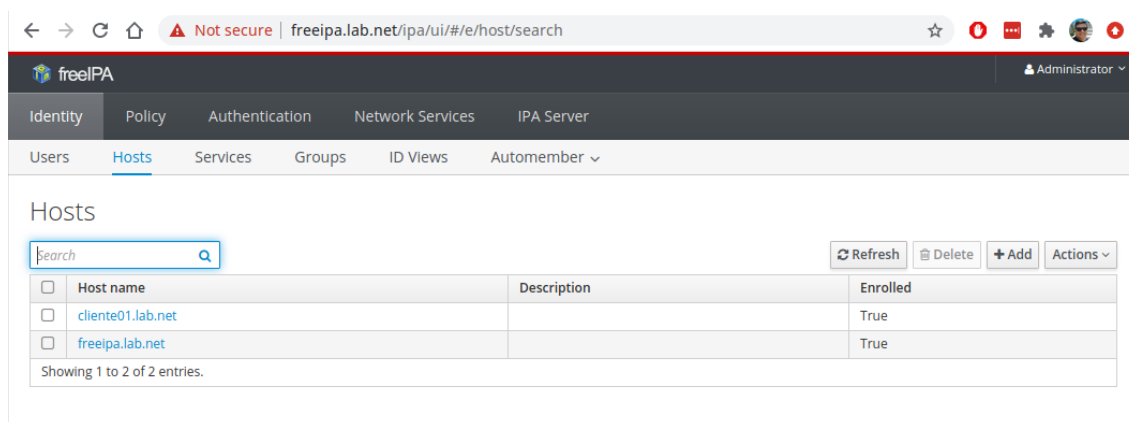 Not secure | freeipa.lab.net/ipa/ui/#/e/host/search
freeIPA Administrator
Identity Policy Authentication Network Services IPA Server
Users Hosts Services Groups ID Views Automember
Hosts
Search Refresh Delete + Add Actions
Host name Description Enrolled
cliente01.lab.net True
freeipa.lab.net True
Showing 1 to 2 of 2 entries.